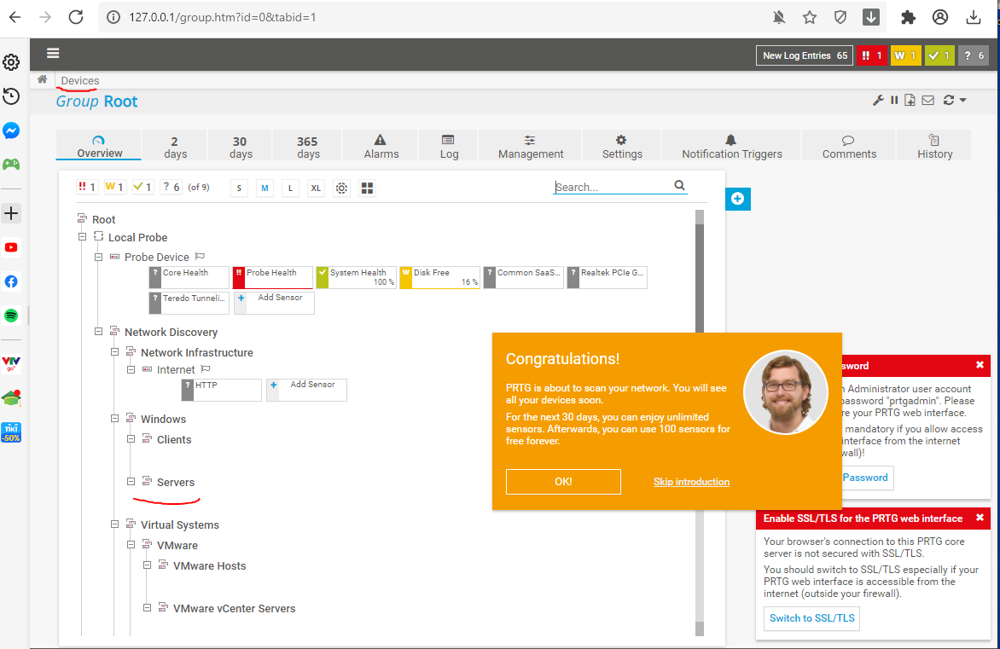 127.0.0.1/group.htm?id=0&tabid=1
New Log Entries 65
!! 1
W 1
1
? 6
Devices
Group Root
Overview
2 days
30 days
365 days
Alarms
Log
Management
Settings
Notification Triggers
Comments
History
!! 1 W 1 1 ? 6 (of 9)
S M L XL
Search...
Root
Local Probe
Probe Device
? Core Health
!! Probe Health
System Health
100 %
W Disk Free
16 %
? Common SaaS...
? Realtek PCIe G...
? Teredo Tunneli...
+ Add Sensor
Network Discovery
Network Infrastructure
Internet
? HTTP
+ Add Sensor
Windows
Clients
Servers
Virtual Systems
VMware
VMware Hosts
VMware vCenter Servers
Congratulations!
PRTG is about to scan your network. You will see
all your devices soon.
For the next 30 days, you can enjoy unlimited
sensors. Afterwards, you can use 100 sensors for
free forever.
OK!
Skip introduction
sword
Administrator user account
password "prtgadmin". Please
re your PRTG web interface.
mandatory if you allow access
interface from the internet
wall)!
Password
Enable SSL/TLS for the PRTG web interface
Your browser's connection to this PRTG core
server is not secured with SSL/TLS.
You should switch to SSL/TLS especially if your
PRTG web interface is accessible from the
internet (outside your firewall).
Switch to SSL/TLS
VTV
go
TIKI
-50%